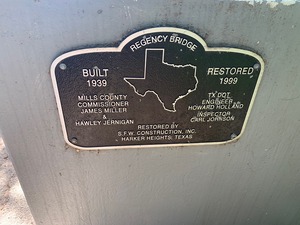 REGENCY BRIDGE
BUILT
1939
MILLS COUNTY
COMMISSIONER
JAMES MILLER
&
HAWLEY JERNIGAN
RESTORED
1999
TX DOT
ENGINEER
HOWARD HOLLAND
INSPECTOR
CARL JOHNSON
RESTORED BY
S.F.W. CONSTRUCTION, INC.
HARKER HEIGHTS, TEXAS